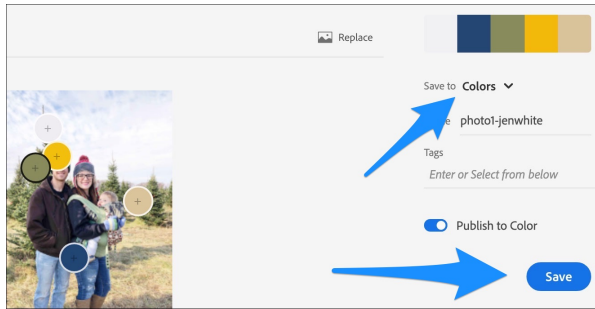 Replace
Save to Colors
e photo1-jenwhite
Tags
Enter or Select from below
Publish to Color
Save